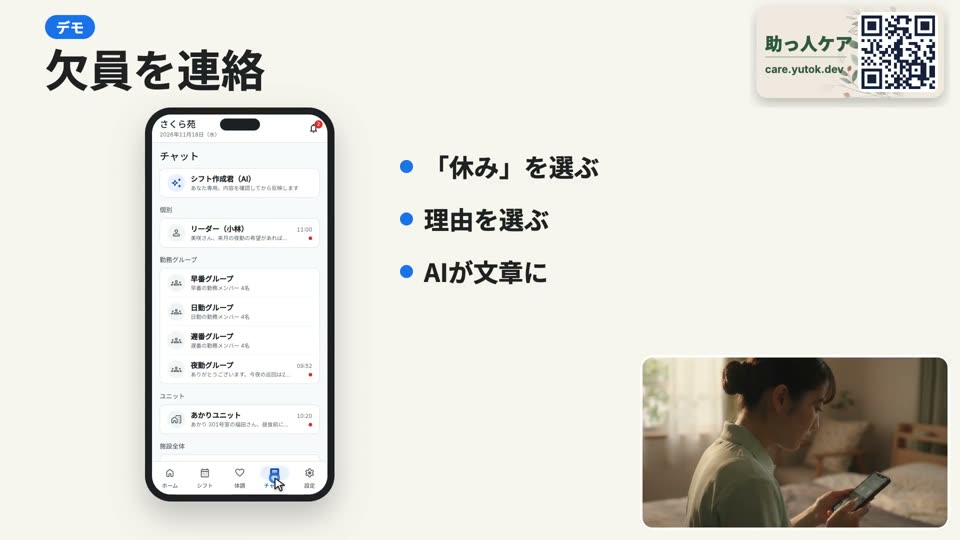 デモ
欠員を連絡
助っ人ケア
care.yutok.dev
さくら苑
2026年11月18日（水）
2
チャット
シフト作成君（AI）
あなた専用。内容を確認してから反映します
個別
リーダー（小林）
11:00
美咲さん、来月の夜勤の希望があれば...
勤務グループ
早番グループ
早番の勤務メンバー 4名
日勤グループ
日勤の勤務メンバー 4名
遅番グループ
遅番の勤務メンバー 4名
夜勤グループ
09:52
ありがとうございます。今夜の巡回は2...
ユニット
あかりユニット
10:20
あかり 301号室の福田さん、昼食前に...
施設全体
ホーム
シフト
体調
設定
「休み」を選ぶ
理由を選ぶ
AIが文章に